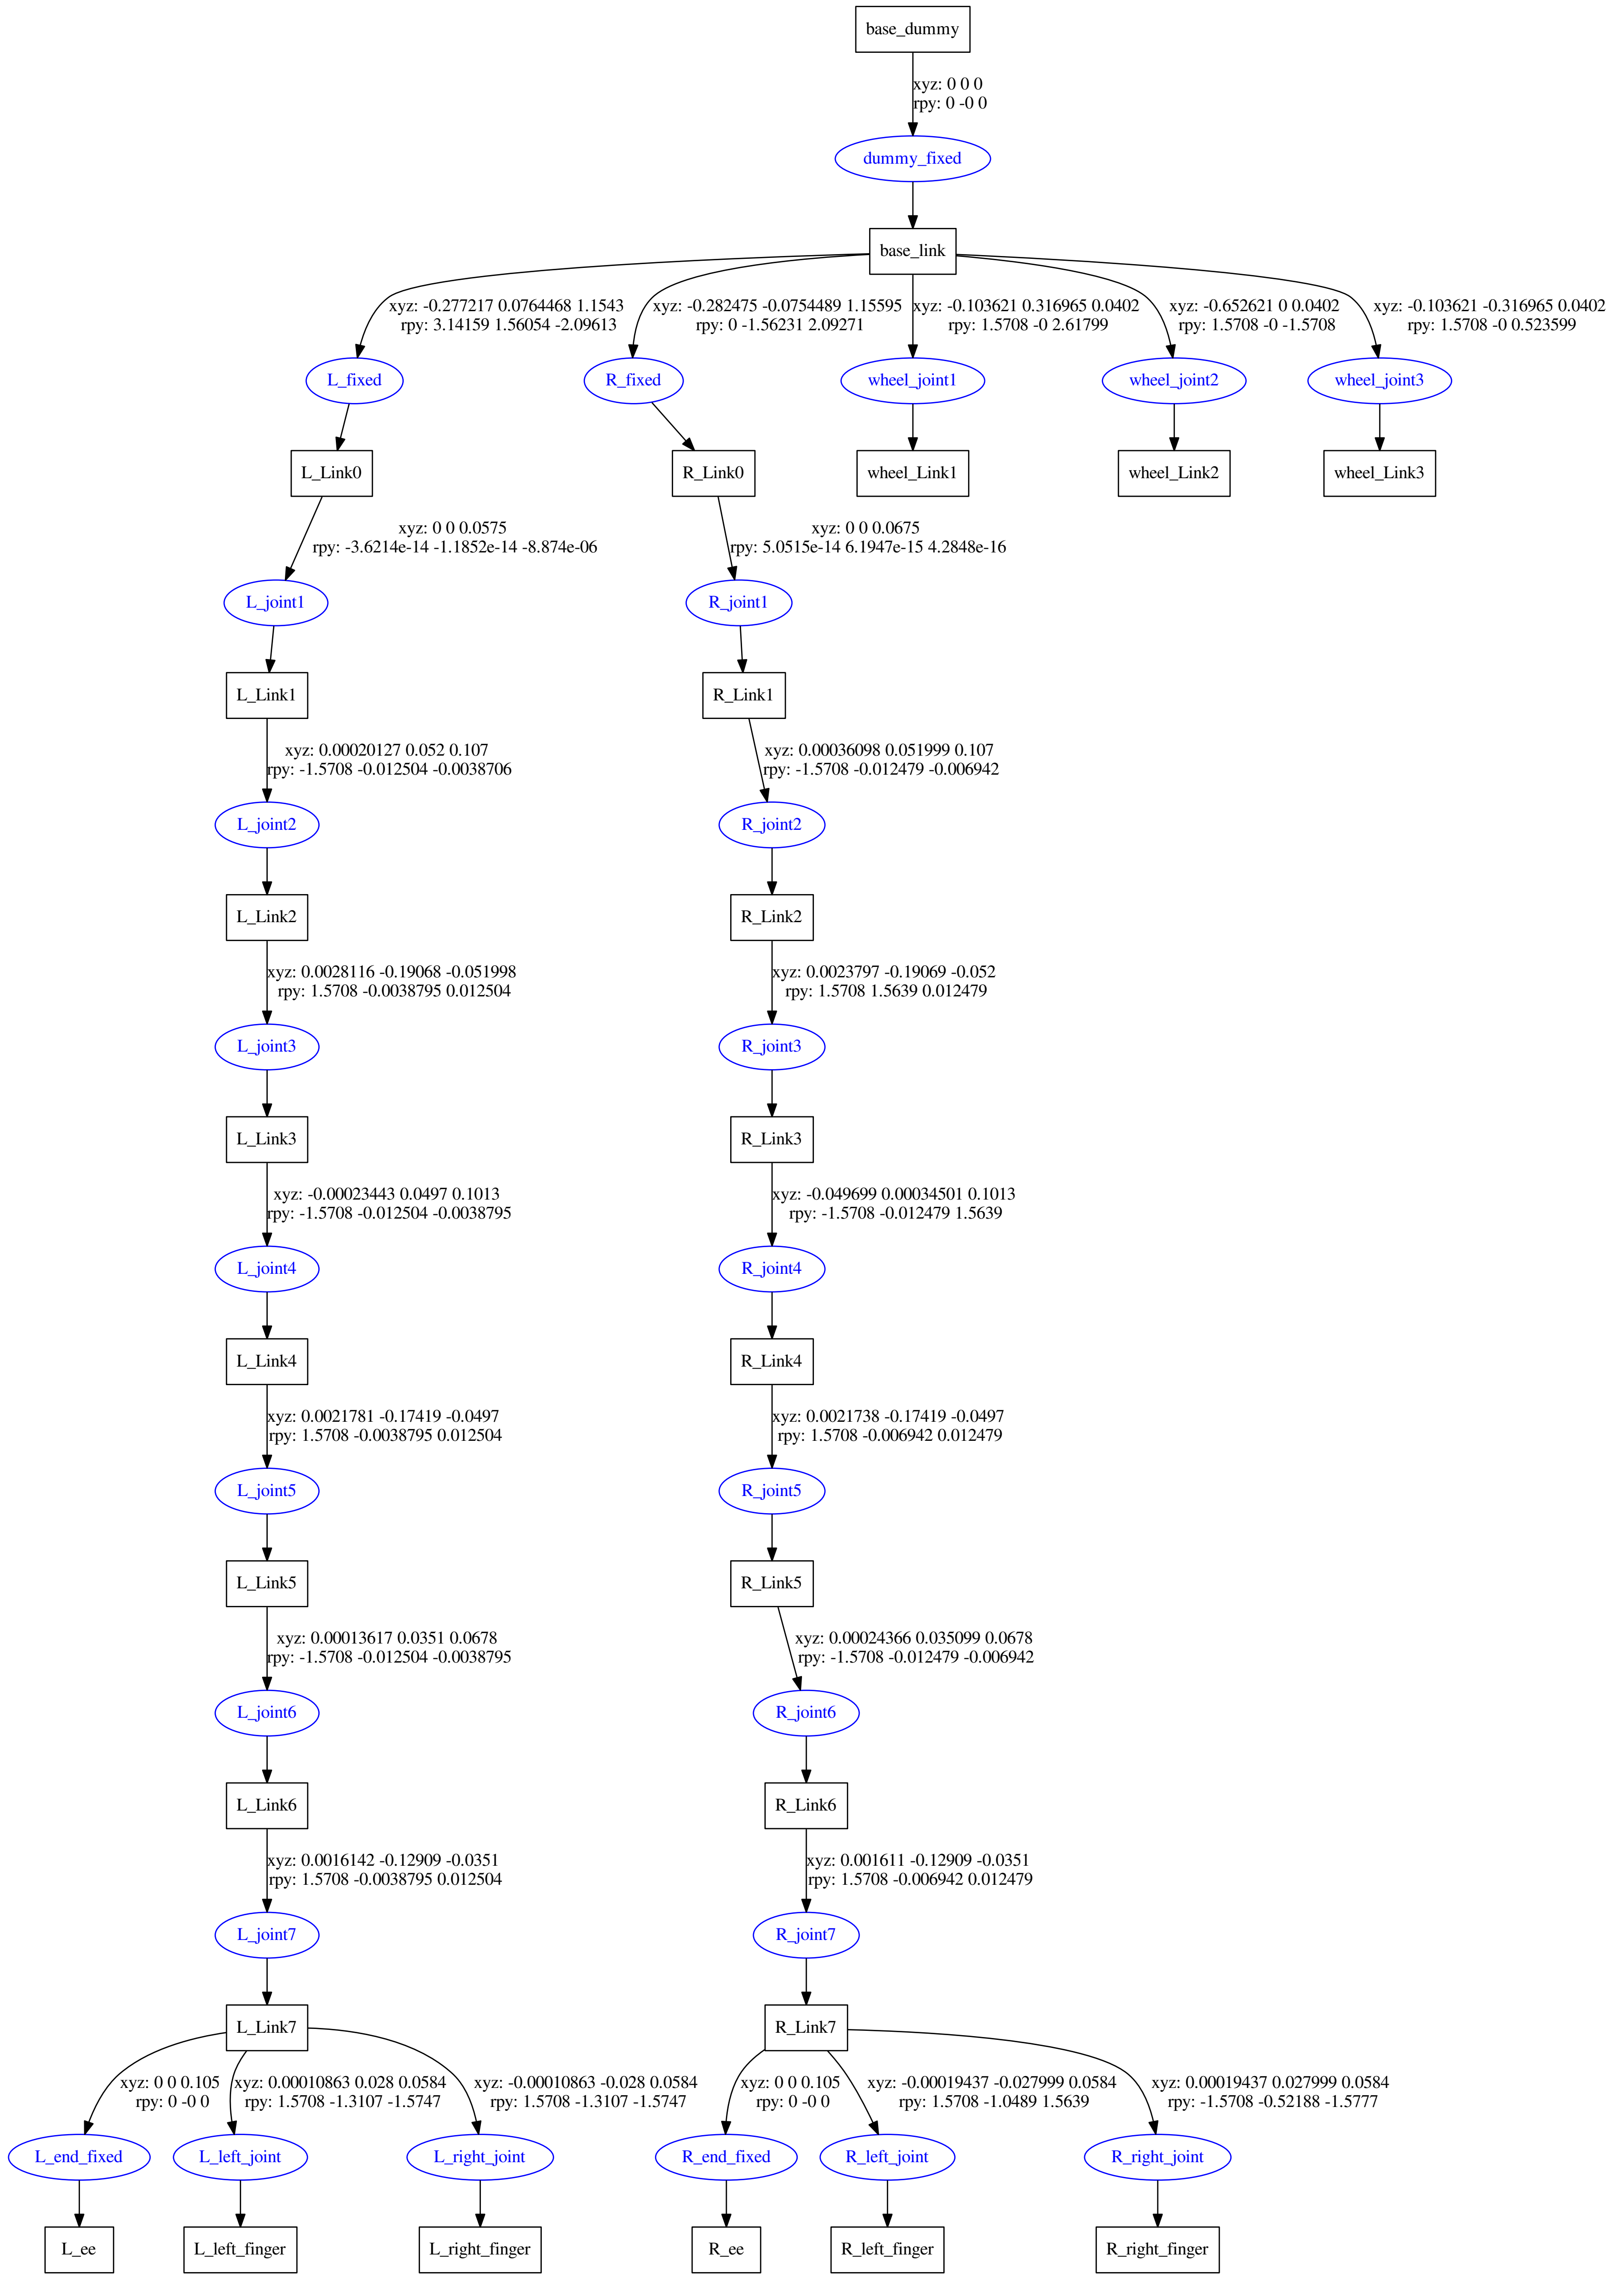 base_dummy
xyz: 0 0 0
rpy: 0 -0 0
dummy_fixed
base_link
xyz: -0.277217 0.0764468 1.1543
rpy: 3.14159 1.56054 -2.09613
xyz: -0.282475 -0.0754489 1.15595
rpy: 0 -1.56231 2.09271
xyz: -0.103621 0.316965 0.0402
rpy: 1.5708 -0 2.61799
xyz: -0.652621 0 0.0402
rpy: 1.5708 -0 -1.5708
xyz: -0.103621 -0.316965 0.0402
rpy: 1.5708 -0 0.523599
L_fixed
R_fixed
wheel_joint1
wheel_joint2
wheel_joint3
L_Link0
R_Link0
wheel_Link1
wheel_Link2
wheel_Link3
xyz: 0 0 0.0575
rpy: -3.6214e-14 -1.1852e-14 -8.874e-06
xyz: 0 0 0.0675
rpy: 5.0515e-14 6.1947e-15 4.2848e-16
L_joint1
R_joint1
L_Link1
R_Link1
xyz: 0.00020127 0.052 0.107
rpy: -1.5708 -0.012504 -0.0038706
xyz: 0.00036098 0.051999 0.107
rpy: -1.5708 -0.012479 -0.006942
L_joint2
R_joint2
L_Link2
R_Link2
xyz: 0.0028116 -0.19068 -0.051998
rpy: 1.5708 -0.0038795 0.012504
xyz: 0.0023797 -0.19069 -0.052
rpy: 1.5708 1.5639 0.012479
L_joint3
R_joint3
L_Link3
R_Link3
xyz: -0.00023443 0.0497 0.1013
rpy: -1.5708 -0.012504 -0.0038795
xyz: -0.049699 0.00034501 0.1013
rpy: -1.5708 -0.012479 1.5639
L_joint4
R_joint4
L_Link4
R_Link4
xyz: 0.0021781 -0.17419 -0.0497
rpy: 1.5708 -0.0038795 0.012504
xyz: 0.0021738 -0.17419 -0.0497
rpy: 1.5708 -0.006942 0.012479
L_joint5
R_joint5
L_Link5
R_Link5
xyz: 0.00013617 0.0351 0.0678
rpy: -1.5708 -0.012504 -0.0038795
xyz: 0.00024366 0.035099 0.0678
rpy: -1.5708 -0.012479 -0.006942
L_joint6
R_joint6
L_Link6
R_Link6
xyz: 0.0016142 -0.12909 -0.0351
rpy: 1.5708 -0.0038795 0.012504
xyz: 0.001611 -0.12909 -0.0351
rpy: 1.5708 -0.006942 0.012479
L_joint7
R_joint7
L_Link7
R_Link7
xyz: 0 0 0.105
rpy: 0 -0 0
xyz: 0.00010863 0.028 0.0584
rpy: 1.5708 -1.3107 -1.5747
xyz: -0.00010863 -0.028 0.0584
rpy: 1.5708 -1.3107 -1.5747
xyz: 0 0 0.105
rpy: 0 -0 0
xyz: -0.00019437 -0.027999 0.0584
rpy: 1.5708 -1.0489 1.5639
xyz: 0.00019437 0.027999 0.0584
rpy: -1.5708 -0.52188 -1.5777
L_end_fixed
L_left_joint
L_right_joint
R_end_fixed
R_left_joint
R_right_joint
L_ee
L_left_finger
L_right_finger
R_ee
R_left_finger
R_right_finger